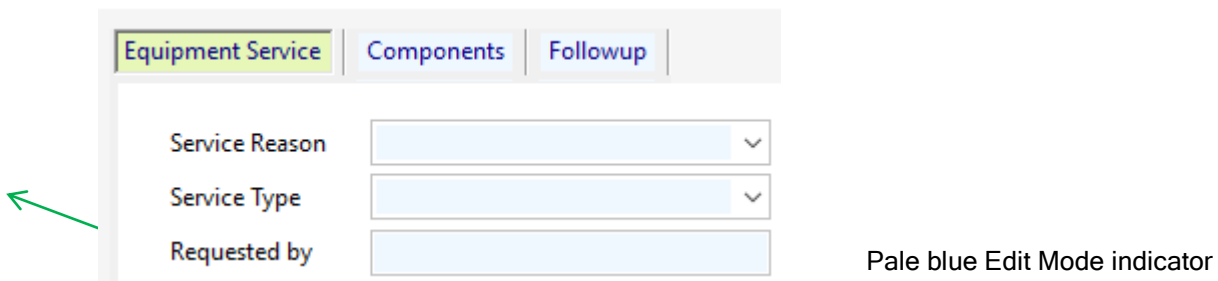 Equipment Service Components Followup
Service Reason
Service Type
Requested by
Pale blue Edit Mode indicator